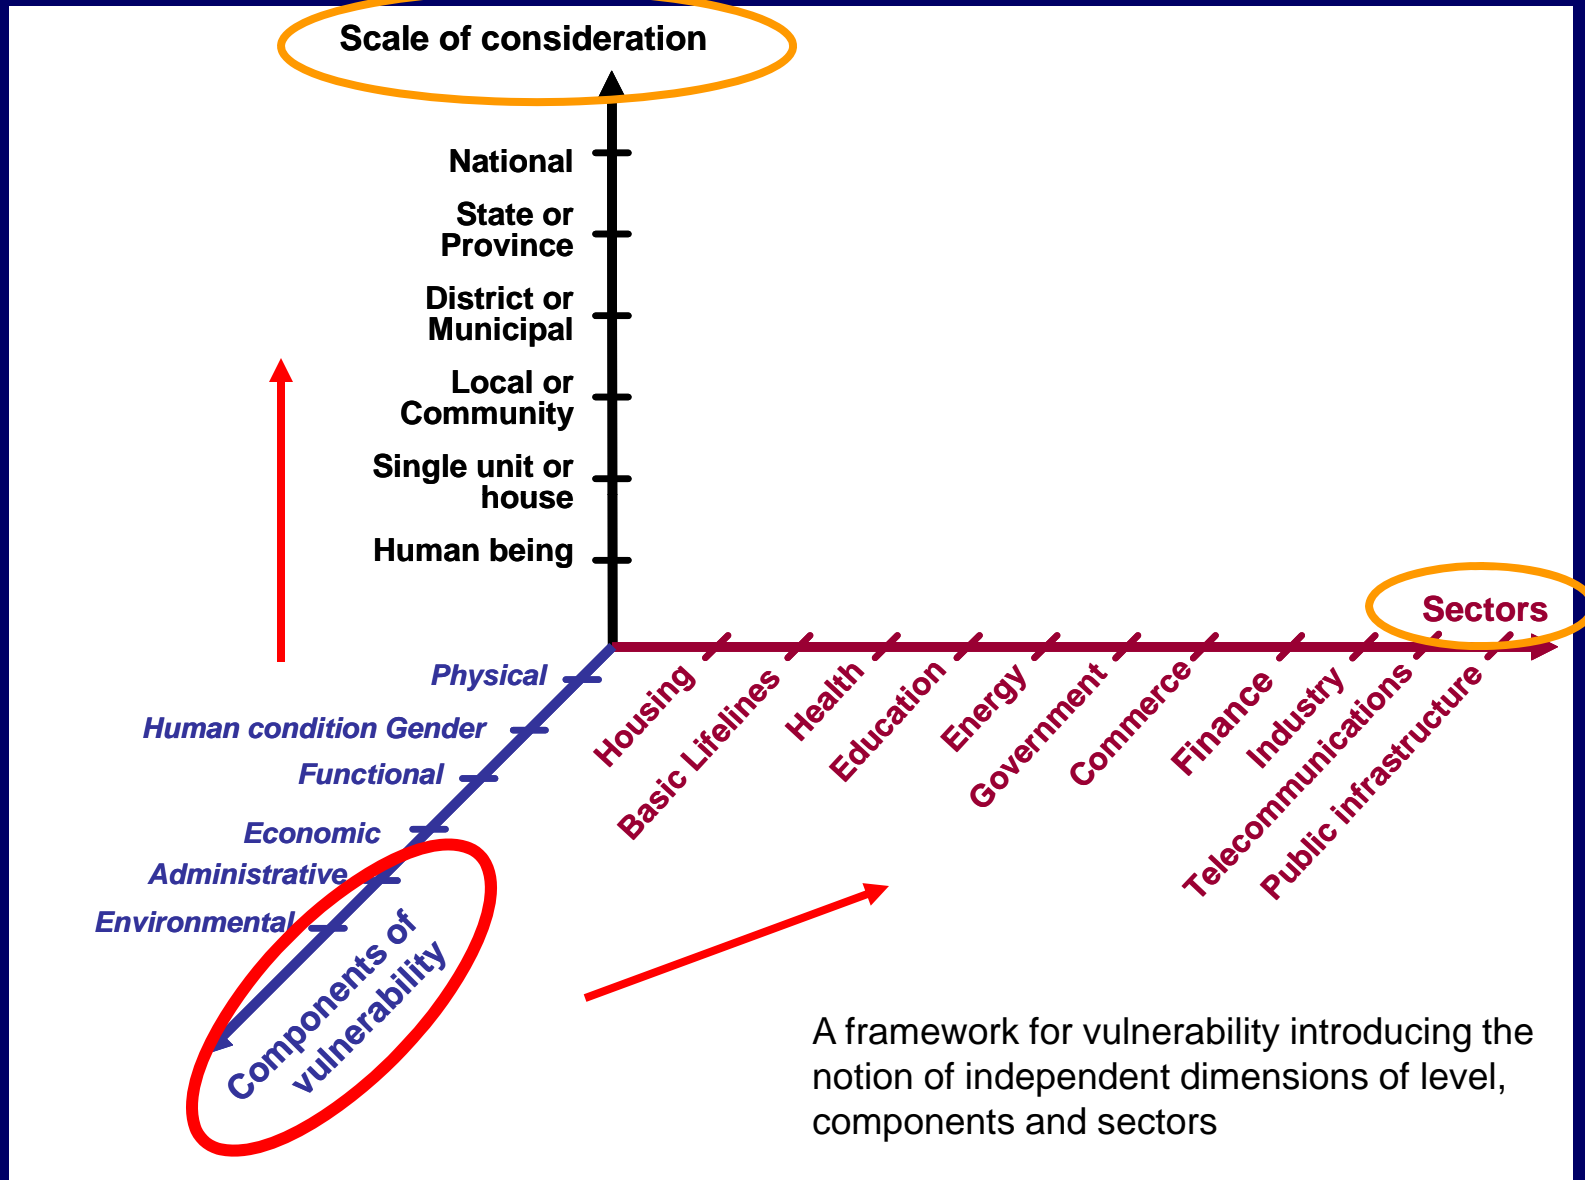 Scale of consideration
National
State or
Province
District or
Municipal
Local or
Community
Single unit or
house
Human being
Sectors
Physical
Human condition Gender
Functional
Economic
Administrative
Environmental
Components of
vulnerability
Housing
Basic Lifelines
Health
Education
Energy
Government
Commerce
Finance
Industry
Telecommunications
Public infrastructure
A framework for vulnerability introducing the
notion of independent dimensions of level,
components and sectors